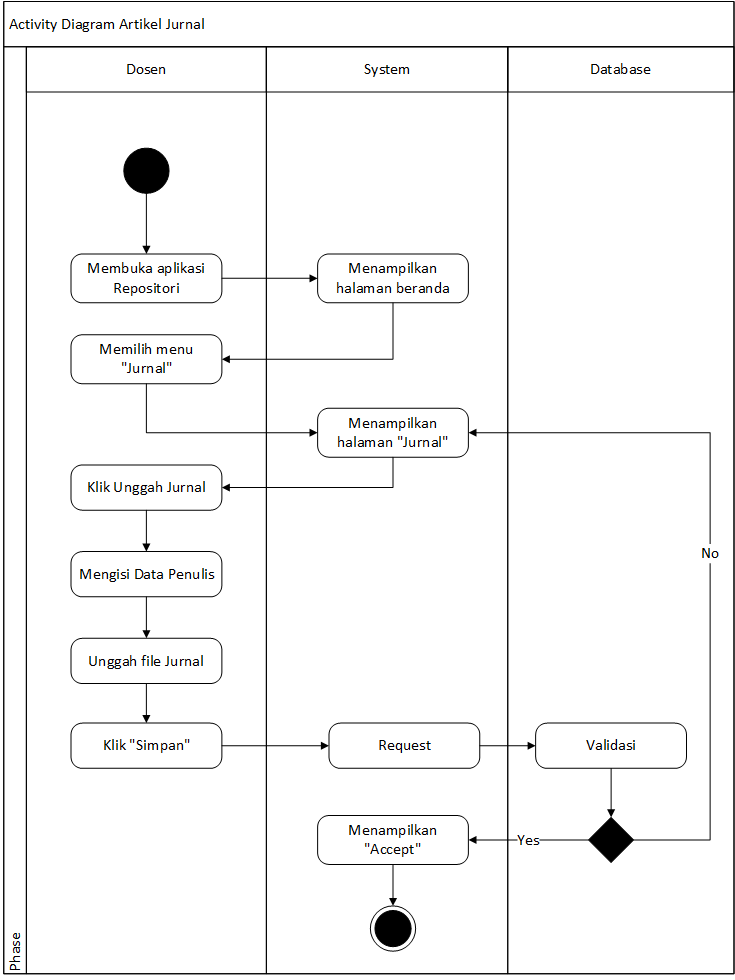 Activity Diagram Artikel Jurnal
Dosen
System
Database
Membuka aplikasi
Repositori
Menampilkan
halaman beranda
Memilih menu
"Jurnal"
Menampilkan
halaman "Jurnal"
Klik Unggah Jurnal
No
Mengisi Data Penulis
Unggah file Jurnal
Klik "Simpan"
Request
Validasi
Menampilkan
"Accept"
Yes
Phase